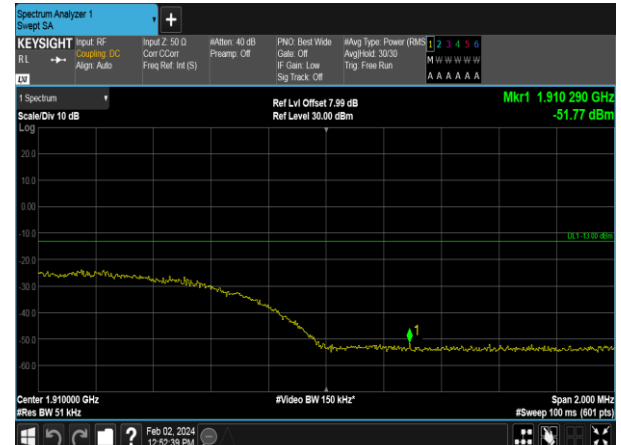 Spectrum Analyzer 1
Swept SA
+
KEYSIGHT
RL
LXI
Input: RF
Coupling: DC
Align: Auto
Input Z: 50 Ω
Corr CCorr
Freq Ref: Int (S)
#Atten: 40 dB
Preamp: Off
PNO: Best Wide
Gate: Off
IF Gain: Low
Sig Track: Off
#Avg Type: Power (RMS
Avg|Hold: 30/30
Trig: Free Run
1 2 3 4 5 6
M W W W W W
A A A A A A
1 Spectrum
Scale/Div 10 dB
Ref Lvl Offset 7.99 dB
Ref Level 30.00 dBm
Mkr1 1.910 290 GHz
-51.77 dBm
Log
20.0
10.0
0.00
-10.0
DL1 -13.00 dBm
-20.0
-30.0
-40.0
1
-50.0
-60.0
Center 1.910000 GHz
#Video BW 150 kHz*
Span 2.000 MHz
#Res BW 51 kHz
#Sweep 100 ms (601 pts)
?
Feb 02, 2024
12:52:39 PM